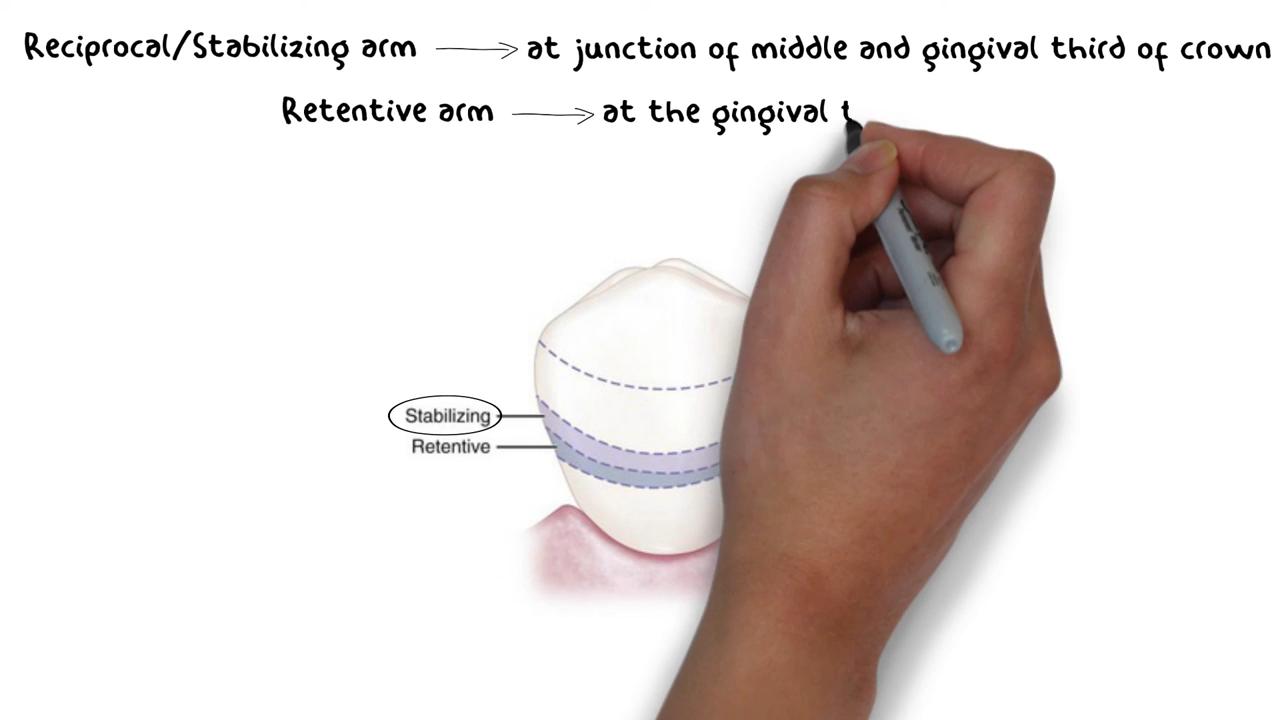 Reciprocal/Stabilizing arm → at junction of middle and gingival third of crown
Retentive arm → at the gingival t
Stabilizing
Retentive